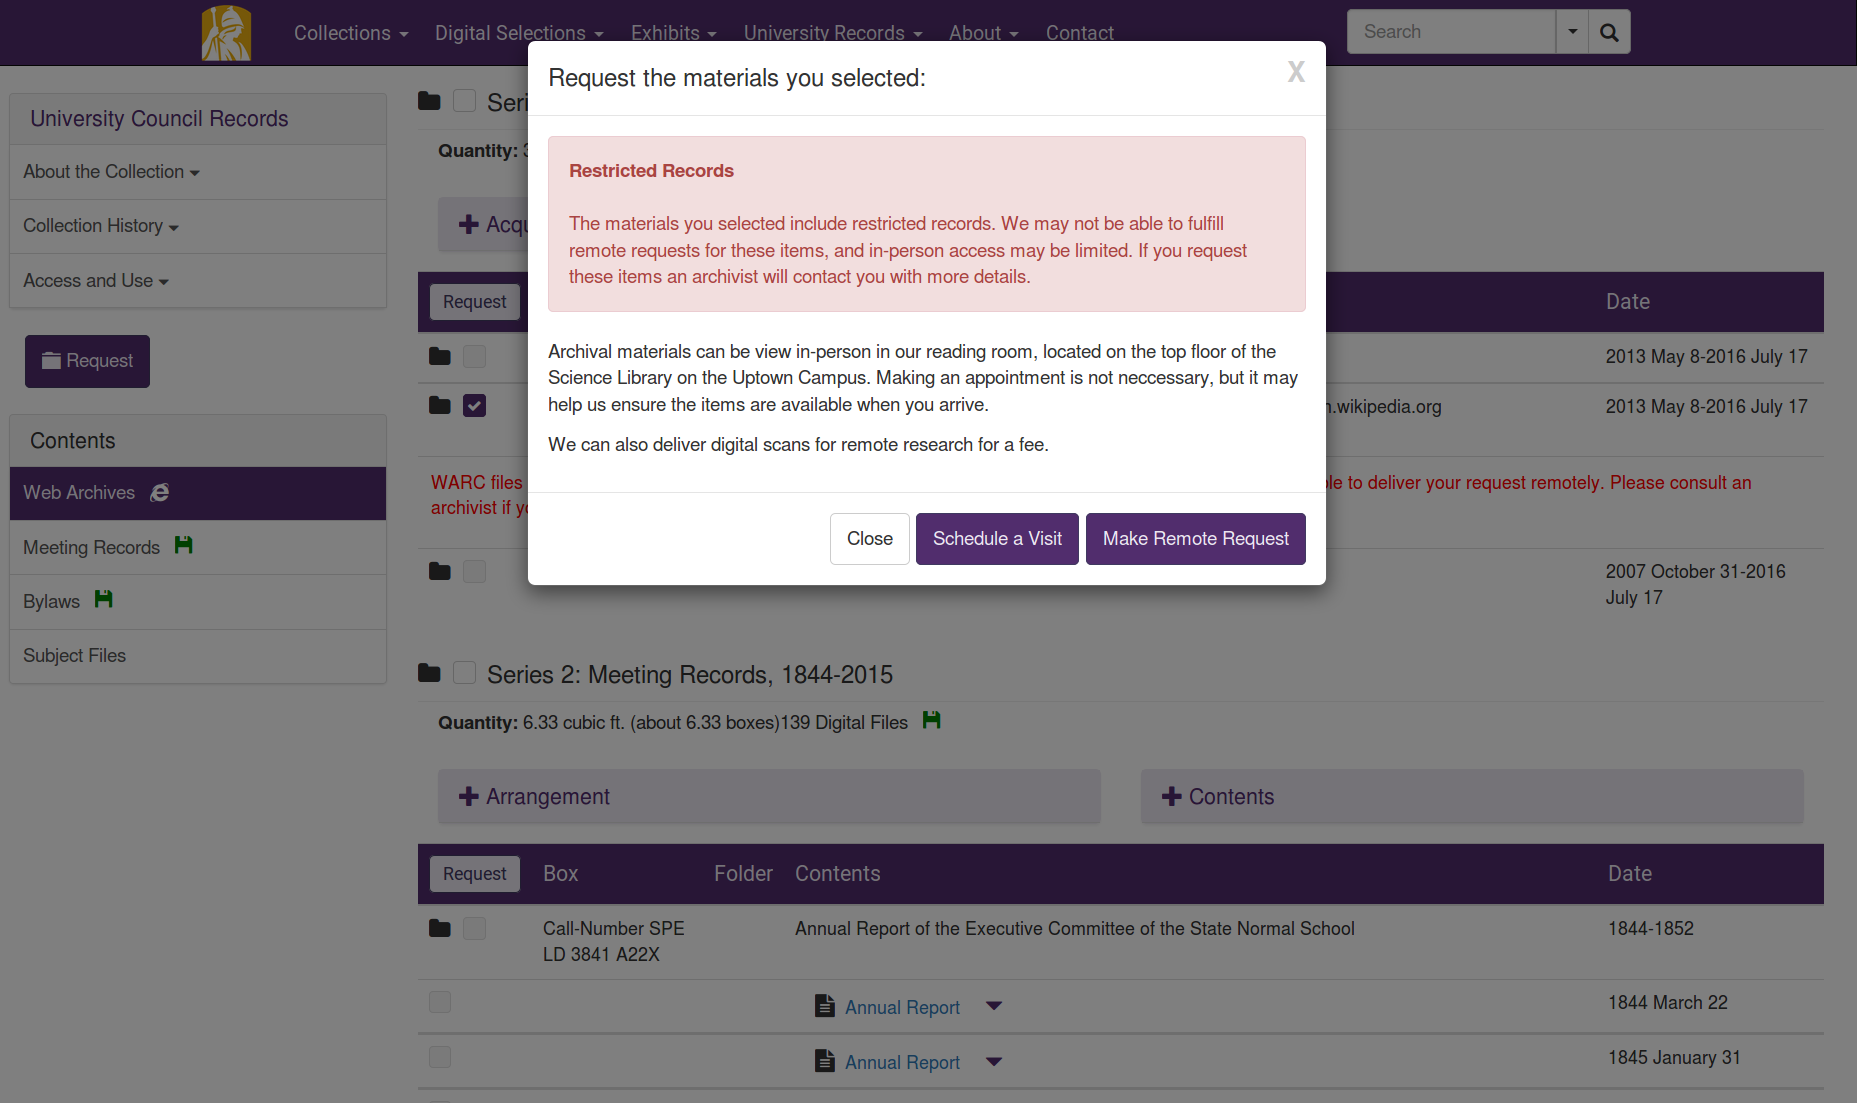 Collections
Digital Selections
Exhibits
University Records
About
Contact
Search
University Council Records
About the Collection
Collection History
Access and Use
Request
Contents
Web Archives
Meeting Records
Bylaws
Subject Files
Quantity:
Request
Date
2013 May 8-2016 July 17
.wikipedia.org
2013 May 8-2016 July 17
WARC files
to deliver your request remotely. Please consult an
archivist if
2007 October 31-2016
July 17
Request the materials you selected:
X
Restricted Records
The materials you selected include restricted records. We may not be able to fulfill
remote requests for these items, and in-person access may be limited. If you request
these items an archivist will contact you with more details.
Archival materials can be view in-person in our reading room, located on the top floor of the
Science Library on the Uptown Campus. Making an appointment is not neccessary, but it may
help us ensure the items are available when you arrive.
We can also deliver digital scans for remote research for a fee.
Close
Schedule a Visit
Make Remote Request
Series 2: Meeting Records, 1844-2015
Quantity: 6.33 cubic ft. (about 6.33 boxes)139 Digital Files
Arrangement
Contents
Request
Box
Folder
Contents
Date
Call-Number SPE
LD 3841 A22X
Annual Report of the Executive Committee of the State Normal School
1844-1852
Annual Report
1844 March 22
Annual Report
1845 January 31